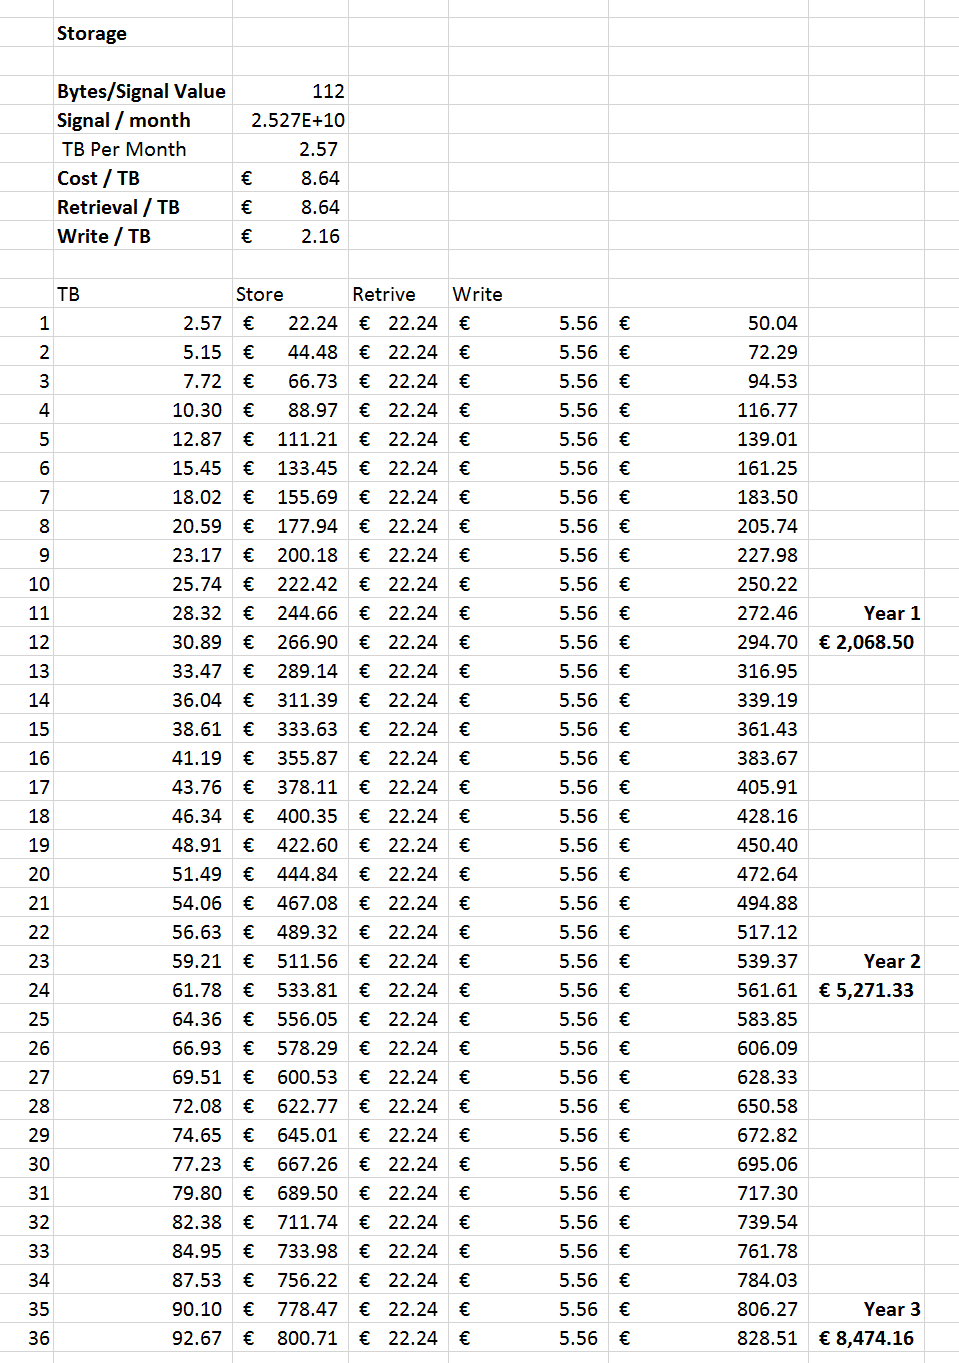 Storage
Bytes/Signal Value 112
Signal / month 2.527E+10
TB Per Month 2.57
Cost / TB € 8.64
Retrieval / TB € 8.64
Write / TB € 2.16
TB Store Retrive Write
1 2.57 € 22.24 € 22.24 € 5.56 € 50.04
2 5.15 € 44.48 € 22.24 € 5.56 € 72.29
3 7.72 € 66.73 € 22.24 € 5.56 € 94.53
4 10.30 € 88.97 € 22.24 € 5.56 € 116.77
5 12.87 € 111.21 € 22.24 € 5.56 € 139.01
6 15.45 € 133.45 € 22.24 € 5.56 € 161.25
7 18.02 € 155.69 € 22.24 € 5.56 € 183.50
8 20.59 € 177.94 € 22.24 € 5.56 € 205.74
9 23.17 € 200.18 € 22.24 € 5.56 € 227.98
10 25.74 € 222.42 € 22.24 € 5.56 € 250.22
11 28.32 € 244.66 € 22.24 € 5.56 € 272.46 Year 1
12 30.89 € 266.90 € 22.24 € 5.56 € 294.70 € 2,068.50
13 33.47 € 289.14 € 22.24 € 5.56 € 316.95
14 36.04 € 311.39 € 22.24 € 5.56 € 339.19
15 38.61 € 333.63 € 22.24 € 5.56 € 361.43
16 41.19 € 355.87 € 22.24 € 5.56 € 383.67
17 43.76 € 378.11 € 22.24 € 5.56 € 405.91
18 46.34 € 400.35 € 22.24 € 5.56 € 428.16
19 48.91 € 422.60 € 22.24 € 5.56 € 450.40
20 51.49 € 444.84 € 22.24 € 5.56 € 472.64
21 54.06 € 467.08 € 22.24 € 5.56 € 494.88
22 56.63 € 489.32 € 22.24 € 5.56 € 517.12
23 59.21 € 511.56 € 22.24 € 5.56 € 539.37 Year 2
24 61.78 € 533.81 € 22.24 € 5.56 € 561.61 € 5,271.33
25 64.36 € 556.05 € 22.24 € 5.56 € 583.85
26 66.93 € 578.29 € 22.24 € 5.56 € 606.09
27 69.51 € 600.53 € 22.24 € 5.56 € 628.33
28 72.08 € 622.77 € 22.24 € 5.56 € 650.58
29 74.65 € 645.01 € 22.24 € 5.56 € 672.82
30 77.23 € 667.26 € 22.24 € 5.56 € 695.06
31 79.80 € 689.50 € 22.24 € 5.56 € 717.30
32 82.38 € 711.74 € 22.24 € 5.56 € 739.54
33 84.95 € 733.98 € 22.24 € 5.56 € 761.78
34 87.53 € 756.22 € 22.24 € 5.56 € 784.03
35 90.10 € 778.47 € 22.24 € 5.56 € 806.27 Year 3
36 92.67 € 800.71 € 22.24 € 5.56 € 828.51 € 8,474.16